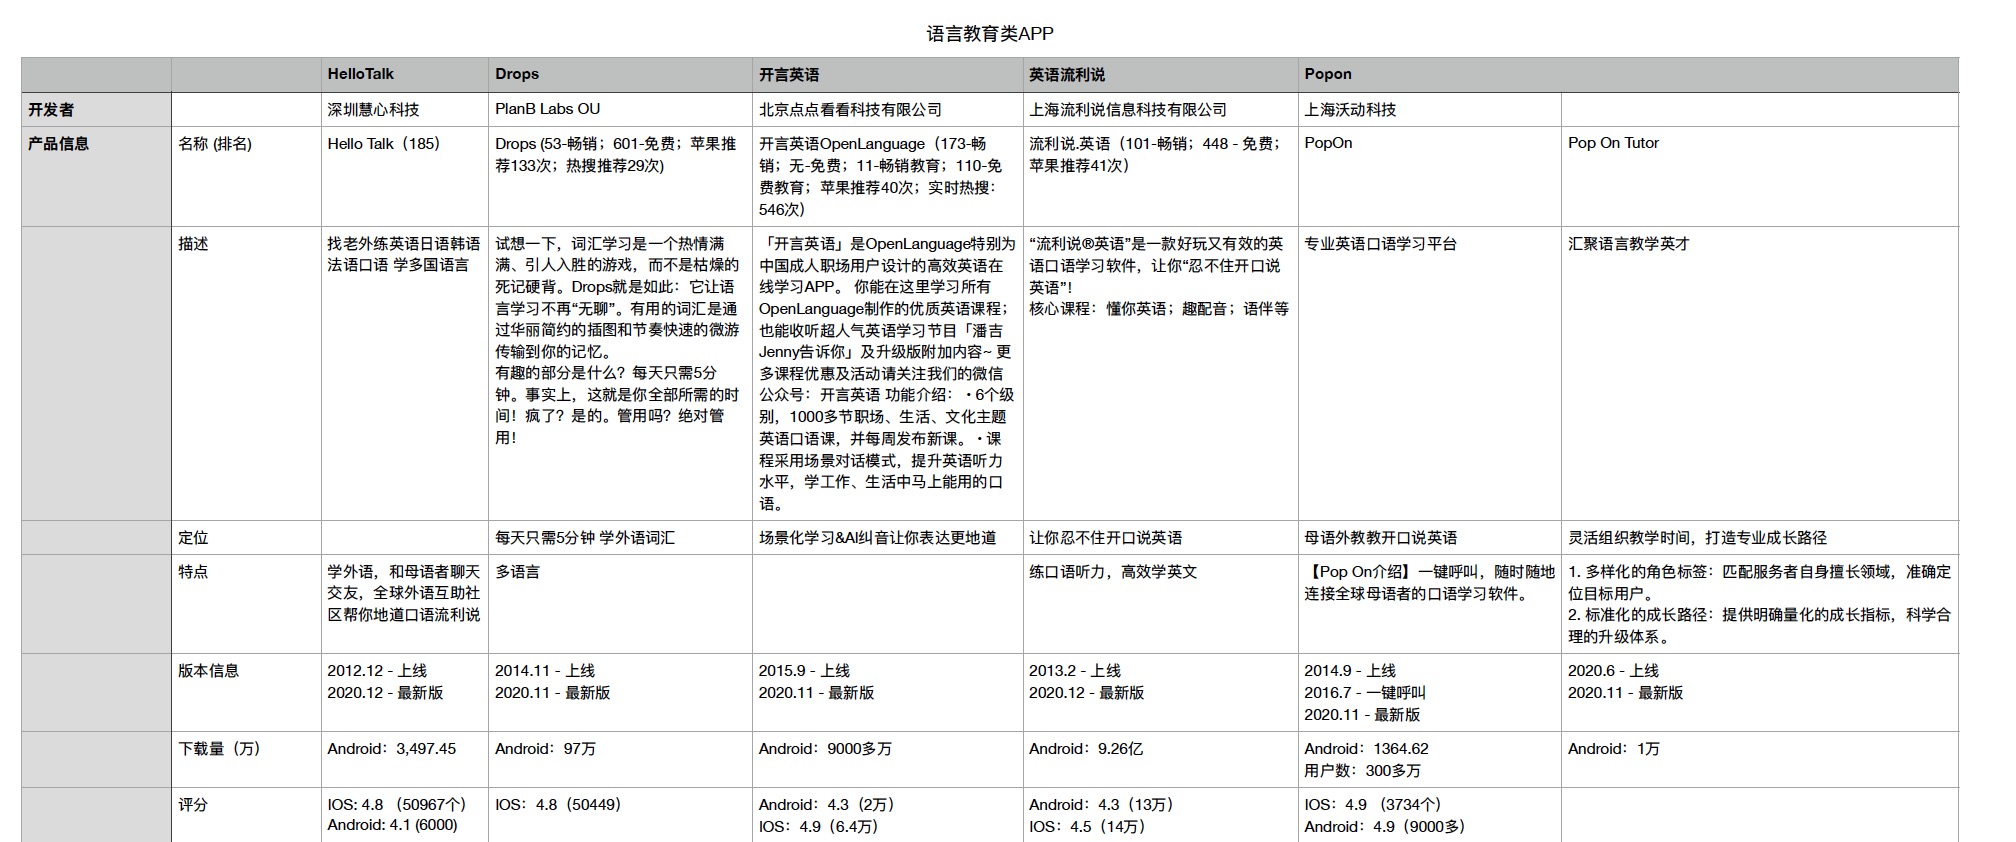 语言教育类APP
HelloTalk
Drops
开言英语
英语流利说
Popon
开发者
深圳慧心科技
PlanB Labs OU
北京点点看看科技有限公司
上海流利说信息科技有限公司
上海沃动科技
产品信息
名称 (排名)
Hello Talk（185）
Drops (53-畅销；601-免费；苹果推
荐133次；热搜推荐29次)
开言英语OpenLanguage（173-畅
销；无-免费；11-畅销教育；110-免
费教育；苹果推荐40次；实时热搜：
546次）
流利说.英语（101-畅销；448 - 免费；
苹果推荐41次）
PopOn
Pop On Tutor
描述
找老外练英语日语韩语
法语口语 学多国语言
试想一下，词汇学习是一个热情满
满、引人入胜的游戏，而不是枯燥的
死记硬背。Drops就是如此：它让语
言学习不再“无聊”。有用的词汇是通
过华丽简约的插图和节奏快速的微游
传输到你的记忆。
有趣的部分是什么？每天只需5分
钟。事实上，这就是你全部所需的时
间！疯了？是的。管用吗？绝对管
用！
「开言英语」是OpenLanguage特别为
中国成人职场用户设计的高效英语在
线学习APP。 你能在这里学习所有
OpenLanguage制作的优质英语课程；
也能收听超人气英语学习节目「潘吉
Jenny告诉你」及升级版附加内容~ 更
多课程优惠及活动请关注我们的微信
公众号：开言英语 功能介绍：・6个级
别，1000多节职场、生活、文化主题
英语口语课，并每周发布新课。・课
程采用场景对话模式，提升英语听力
水平，学工作、生活中马上能用的口
语。
“流利说®英语”是一款好玩又有效的英
语口语学习软件，让你“忍不住开口说
英语”！
核心课程：懂你英语；趣配音；语伴等
专业英语口语学习平台
汇聚语言教学英才
定位
每天只需5分钟 学外语词汇
场景化学习&AI纠音让你表达更地道
让你忍不住开口说英语
母语外教教开口说英语
灵活组织教学时间，打造专业成长路径
特点
学外语，和母语者聊天
交友，全球外语互助社
区帮你地道口语流利说
多语言
练口语听力，高效学英文
【Pop On介绍】一键呼叫，随时随地
连接全球母语者的口语学习软件。
1. 多样化的角色标签：匹配服务者自身擅长领域，准确定
位目标用户。
2. 标准化的成长路径：提供明确量化的成长指标，科学合
理的升级体系。
版本信息
2012.12 - 上线
2020.12 - 最新版
2014.11 - 上线
2020.11 - 最新版
2015.9 - 上线
2020.11 - 最新版
2013.2 - 上线
2020.12 - 最新版
2014.9 - 上线
2016.7 - 一键呼叫
2020.11 - 最新版
2020.6 - 上线
2020.11 - 最新版
下载量（万）
Android：3,497.45
Android：97万
Android：9000多万
Android：9.26亿
Android：1364.62
用户数：300多万
Android：1万
评分
IOS: 4.8 （50967个）
Android: 4.1 (6000)
IOS：4.8（50449）
Android：4.3（2万）
IOS：4.9（6.4万）
Android：4.3（13万）
IOS：4.5（14万）
IOS：4.9 （3734个）
Android：4.9（9000多）